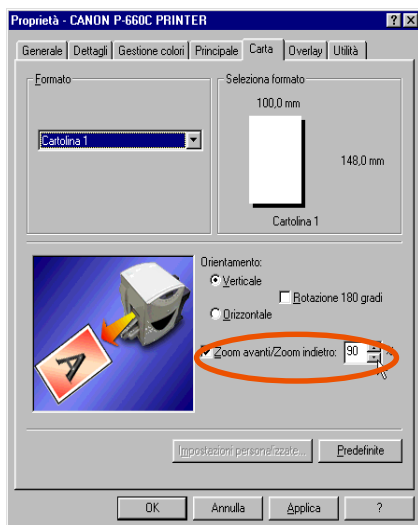 Proprietà - CANON P-660C PRINTER
Generale Dettagli Gestione colori Principale Carta Overlay Utilità
Formato
Cartolina 1
Seleziona formato
100,0 mm
148,0 mm
Cartolina 1
A
Orientamento:
Verticale
Rotazione 180 gradi
Orizzontale
Zoom avanti/Zoom indietro: 90 %
Impostazioni personalizzate... Predefinite
OK Annulla Applica ?